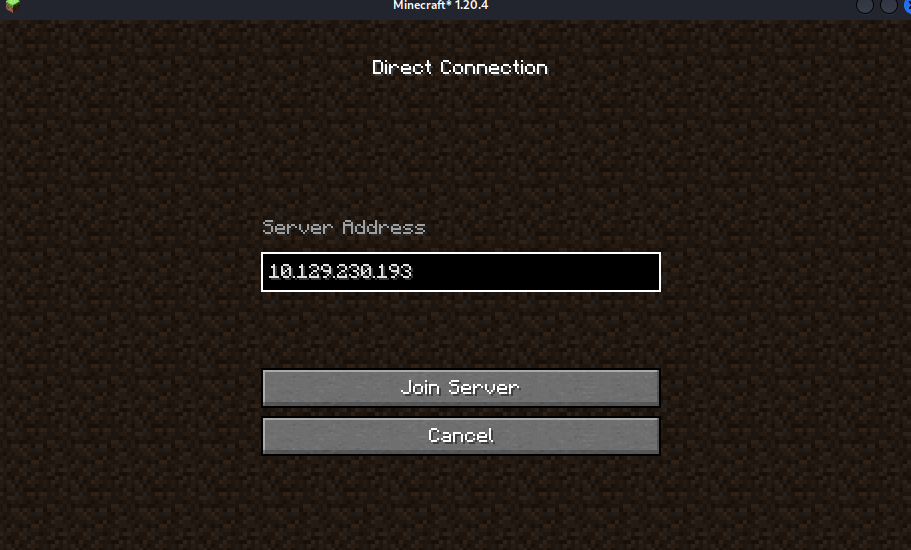 Minecraft* 1.20.4
Direct Connection
Server Address
10.129.230.193
Join Server
Cancel